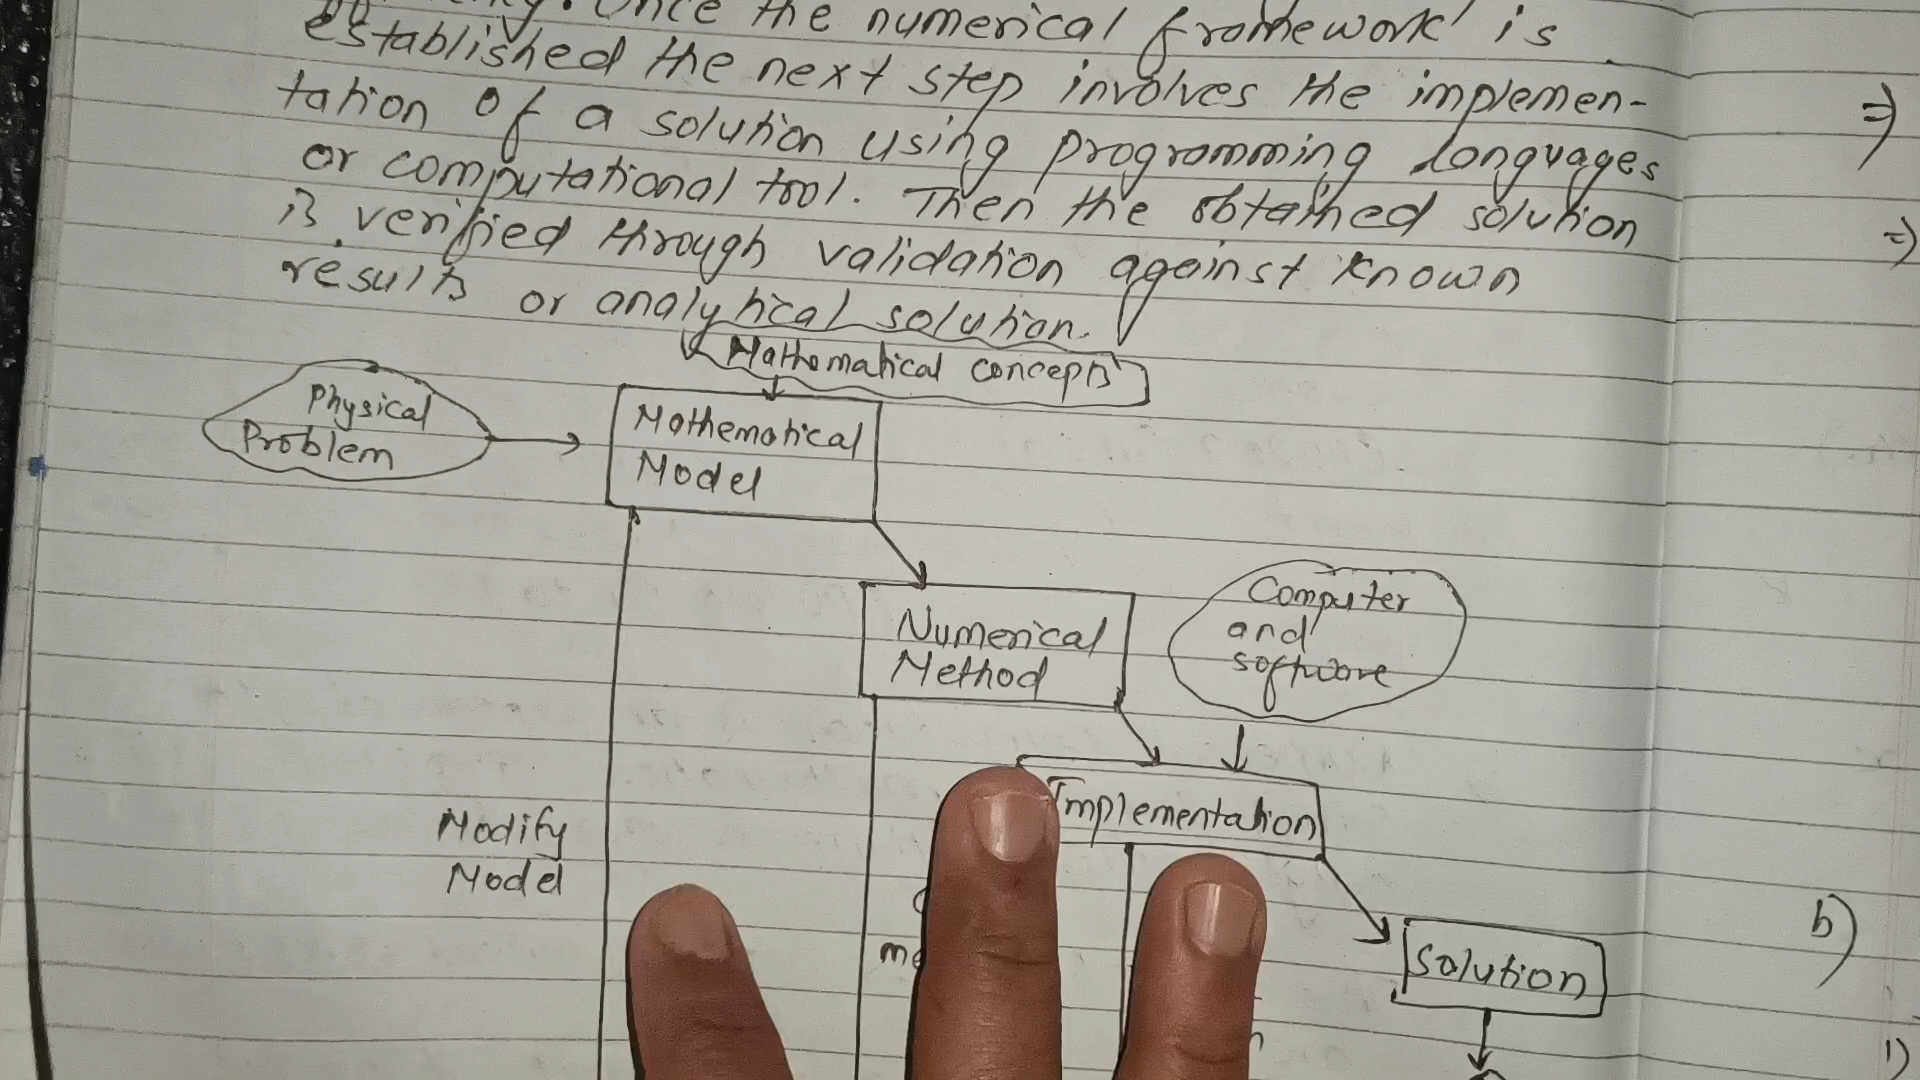 Once the numerical framework is
established the next step involves the implemen-
tation of a solution using programming languages
or computational tool. Then the obtained solution
is verified through validation against known
results or analytical solution.
Mathematical concepts
Physical
Problem
Mathematical
Model
Numerical
Method
Computer
and
software
Implementation
Modify
Model
Solution
b)
1)